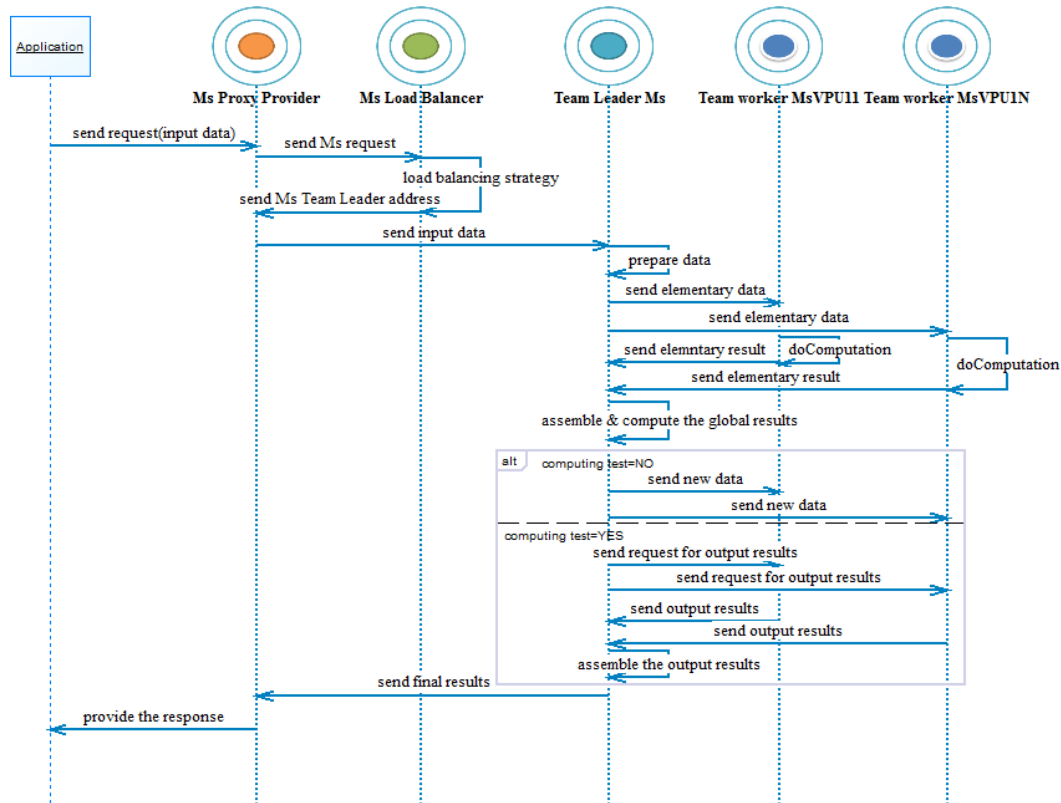 Application
Ms Proxy Provider
Ms Load Balancer
Team Leader Ms
Team worker MsVPU11
Team worker MsVPU1N
send request(input data)
send Ms request
load balancing strategy
send Ms Team Leader address
send input data
prepare data
send elementary data
send elementary data
send elemntary result
doComputation
doComputation
send elementary result
assemble & compute the global results
alt
computing test=NO
send new data
send new data
computing test=YES
send request for output results
send request for output results
send output results
send output results
assemble the output results
send final results
provide the response